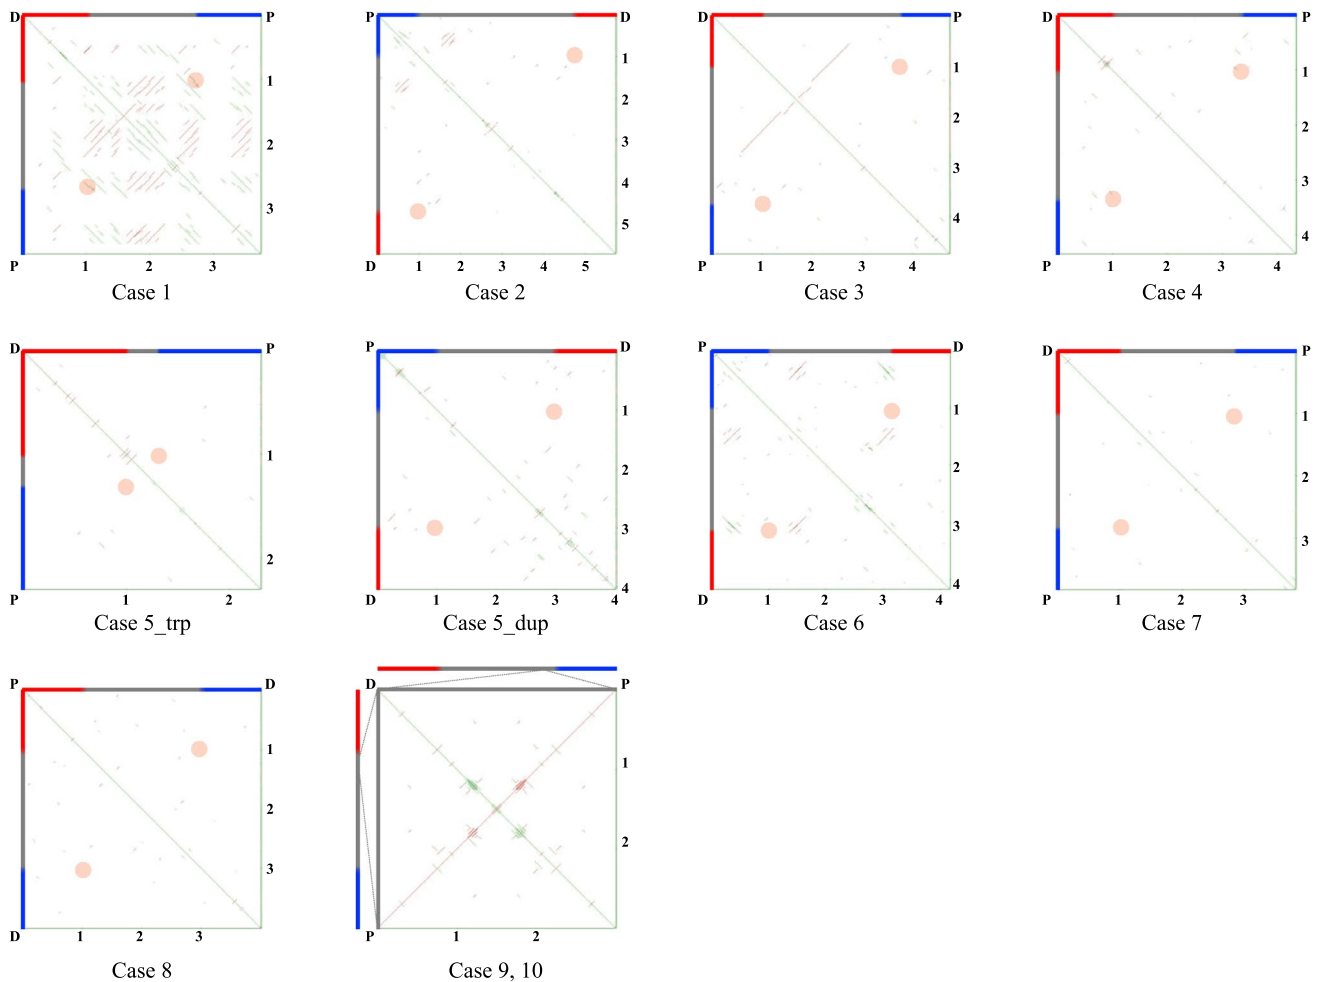 D P P D D P D P
1 1 1 1
2 2 2 2
3 3 3 3
4 4 4
5
P 1 2 3 D 1 2 3 4 5 P 1 2 3 4 P 1 2 3 4
Case 1 Case 2 Case 3 Case 4
D P P D P D D P
1 1 1 1
2 2 2 2
3 3 3
4 4
P 1 2 D 1 2 3 4 D 1 2 3 4 P 1 2 3
Case 5_trp Case 5_dup Case 6 Case 7
P D D P
1 1
2 2
3
D 1 2 3 P 1 2
Case 8 Case 9, 10